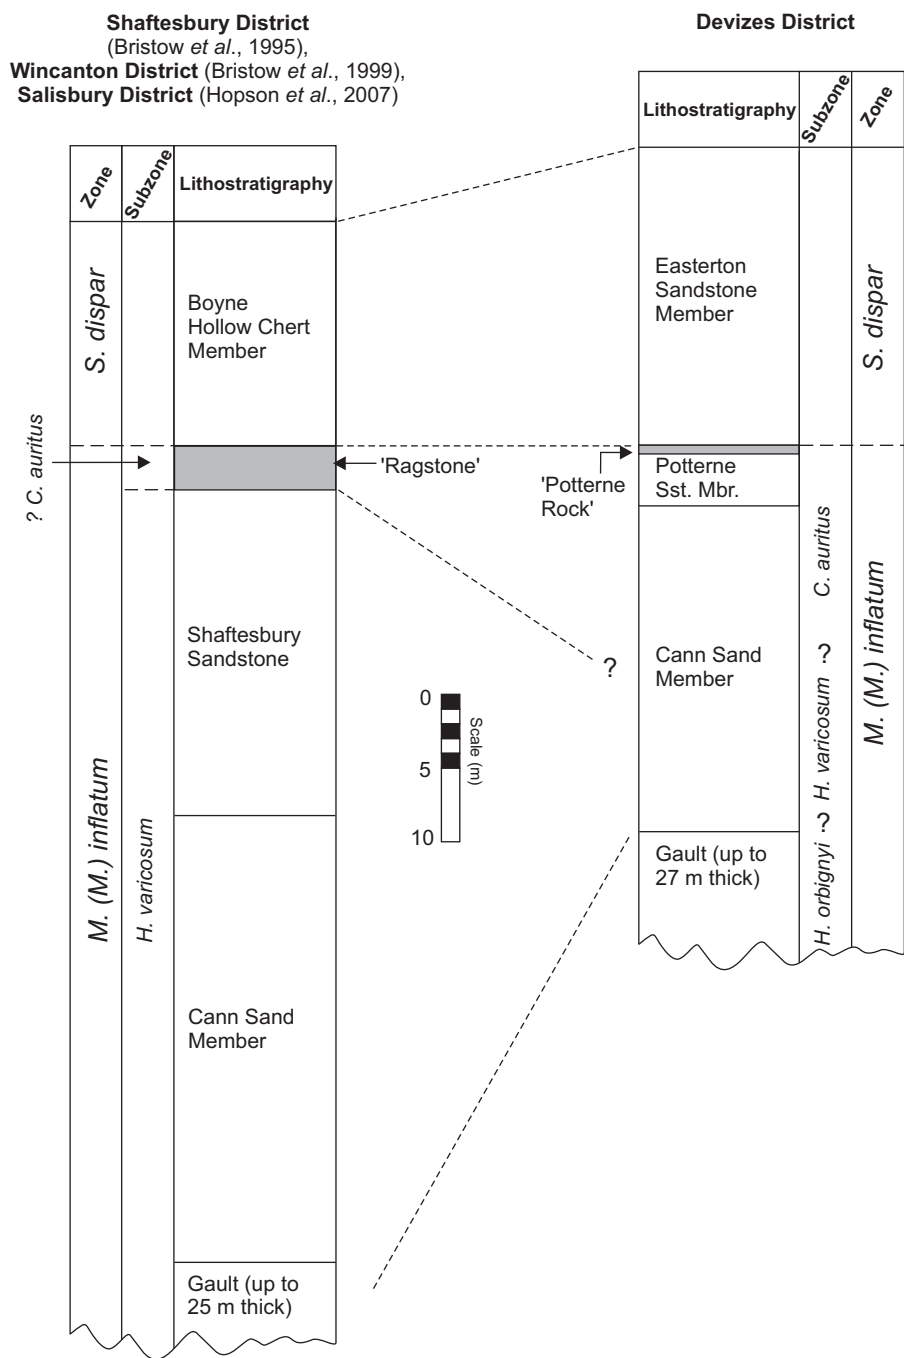 Shaftesbury District
(Bristow et al., 1995),
Wincanton District (Bristow et al., 1999),
Salisbury District (Hopson et al., 2007)
Zone
Subzone
Lithostratigraphy
S. dispar
Boyne
Hollow Chert
Member
? C. auritus
'Ragstone'
Shaftesbury
Sandstone
M. (M.) inflatum
H. varicosum
Cann Sand
Member
Gault (up to
25 m thick)
0
5
10
Scale (m)
Devizes District
Lithostratigraphy
Subzone
Zone
Easterton
Sandstone
Member
S. dispar
'Potterne
Rock'
Potterne
Sst. Mbr.
?
Cann Sand
Member
Gault (up to
27 m thick)
H. orbignyi ? H. varicosum ? C. auritus
M. (M.) inflatum